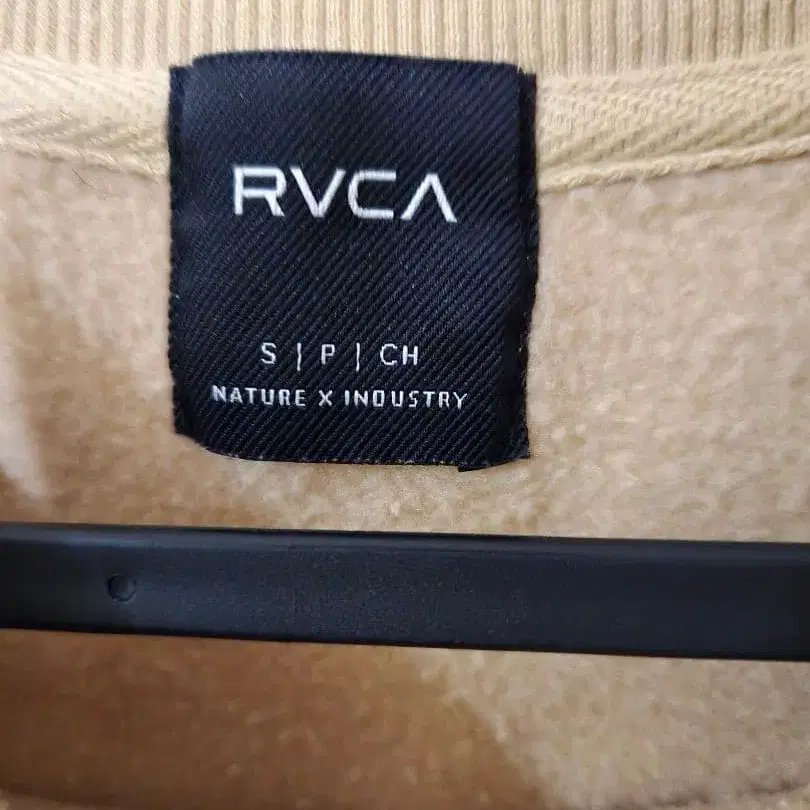 RVCA
S | P | CH
NATURE X INDUSTRY